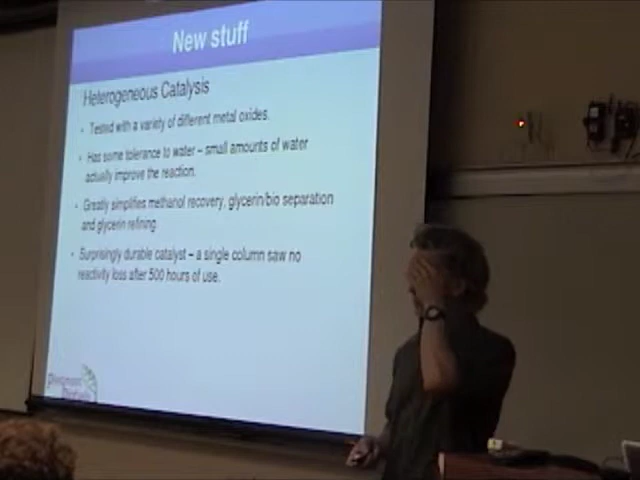 New stuff
Heterogeneous Catalysis
• Tested with a variety of different metal oxides.
• Has some tolerance to water – small amounts of water
actually improve the reaction.
• Greatly simplifies methanol recovery, glycerin/bio separation
and glycerin refining.
• Surprisingly durable catalyst – a single column saw no
reactivity loss after 500 hours of use.